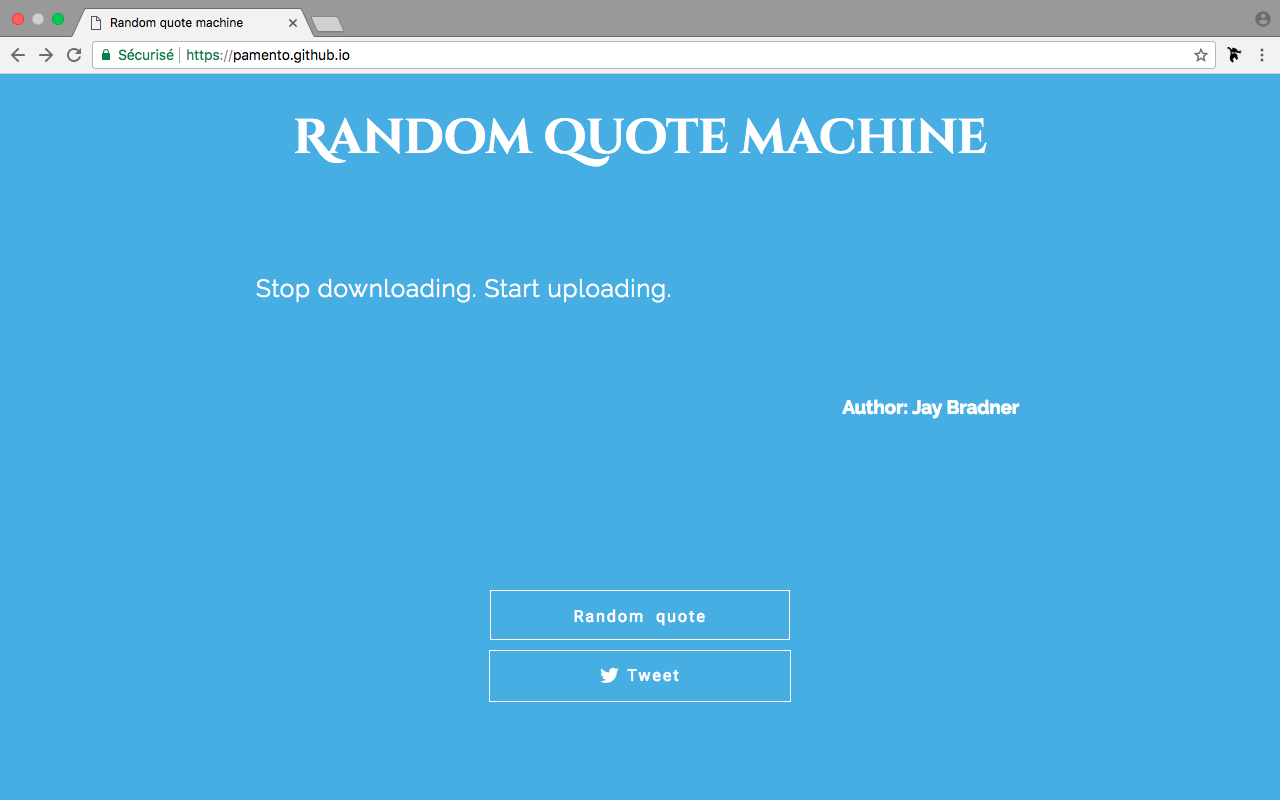 Random quote machine
Sécurisé https://pamento.github.io
Random Quote Machine
Stop downloading. Start uploading.
Author: Jay Bradner
Random quote
Tweet